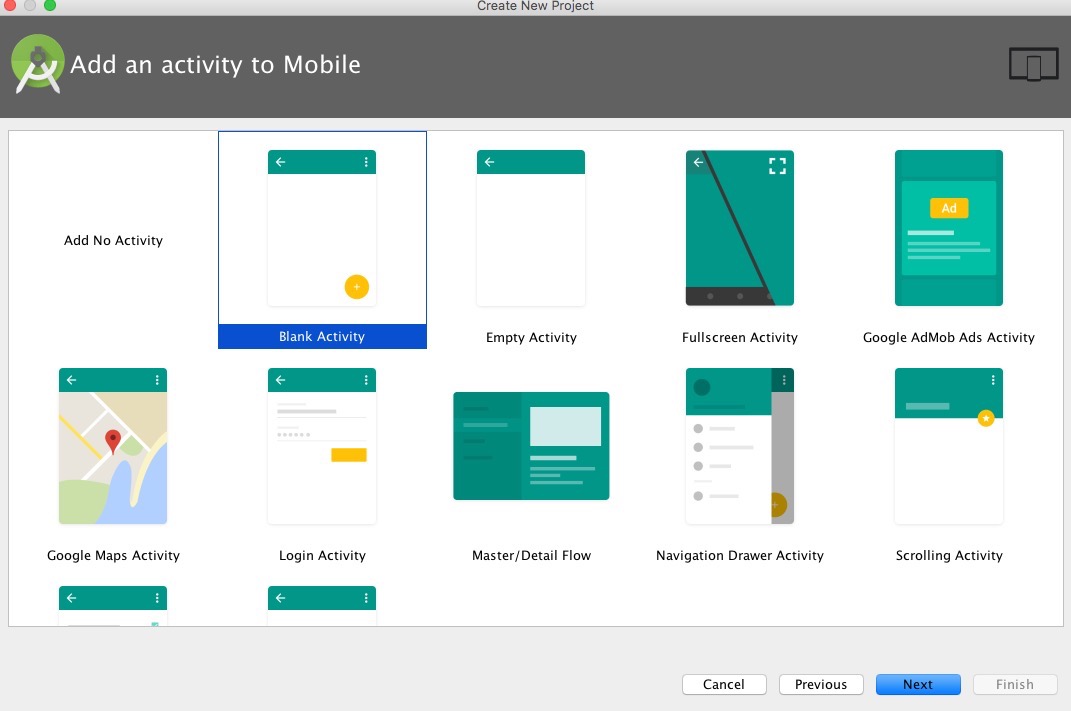 Create New Project
Add an activity to Mobile
Add No Activity
Blank Activity
Empty Activity
Ad
Fullscreen Activity
Google AdMob Ads Activity
Google Maps Activity
Login Activity
Master/Detail Flow
Navigation Drawer Activity
Scrolling Activity
Cancel
Previous
Next
Finish